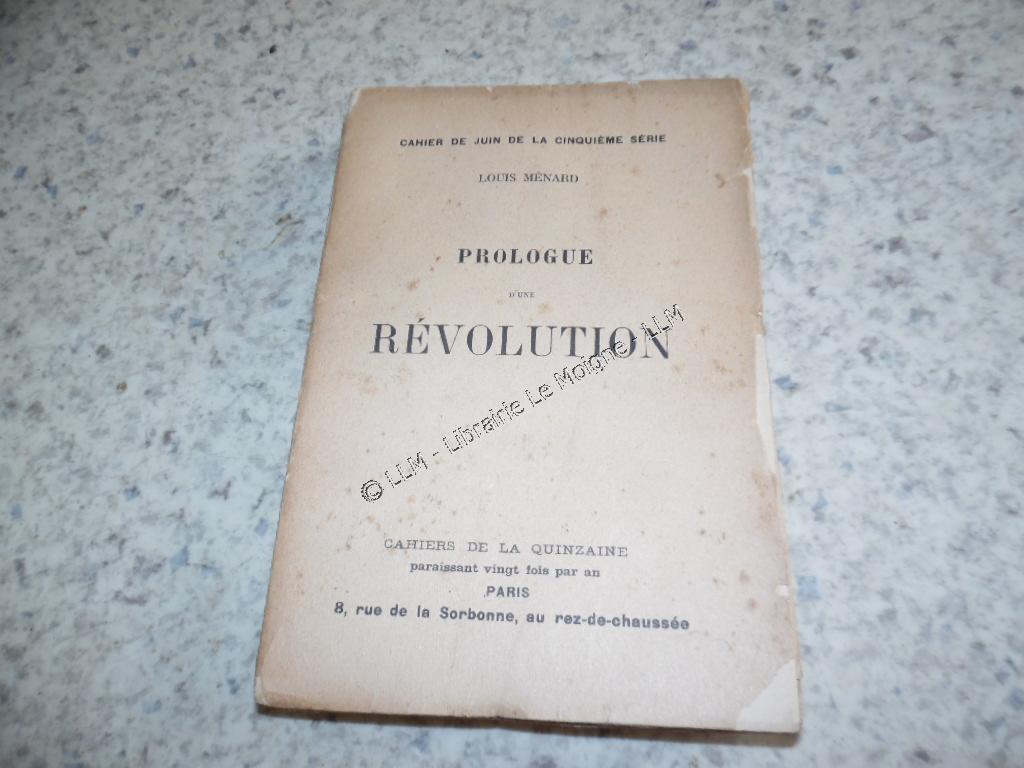 CAHIER DE JUIN DE LA CINQUIÈME SÉRIE
LOUIS MÉNARD
PROLOGUE
D'UNE
RÉVOLUTION
© LLM - Librairie Le Moigne - LLM
CAHIERS DE LA QUINZAINE
paraissant vingt fois par an
PARIS
8, rue de la Sorbonne, au rez-de-chaussée